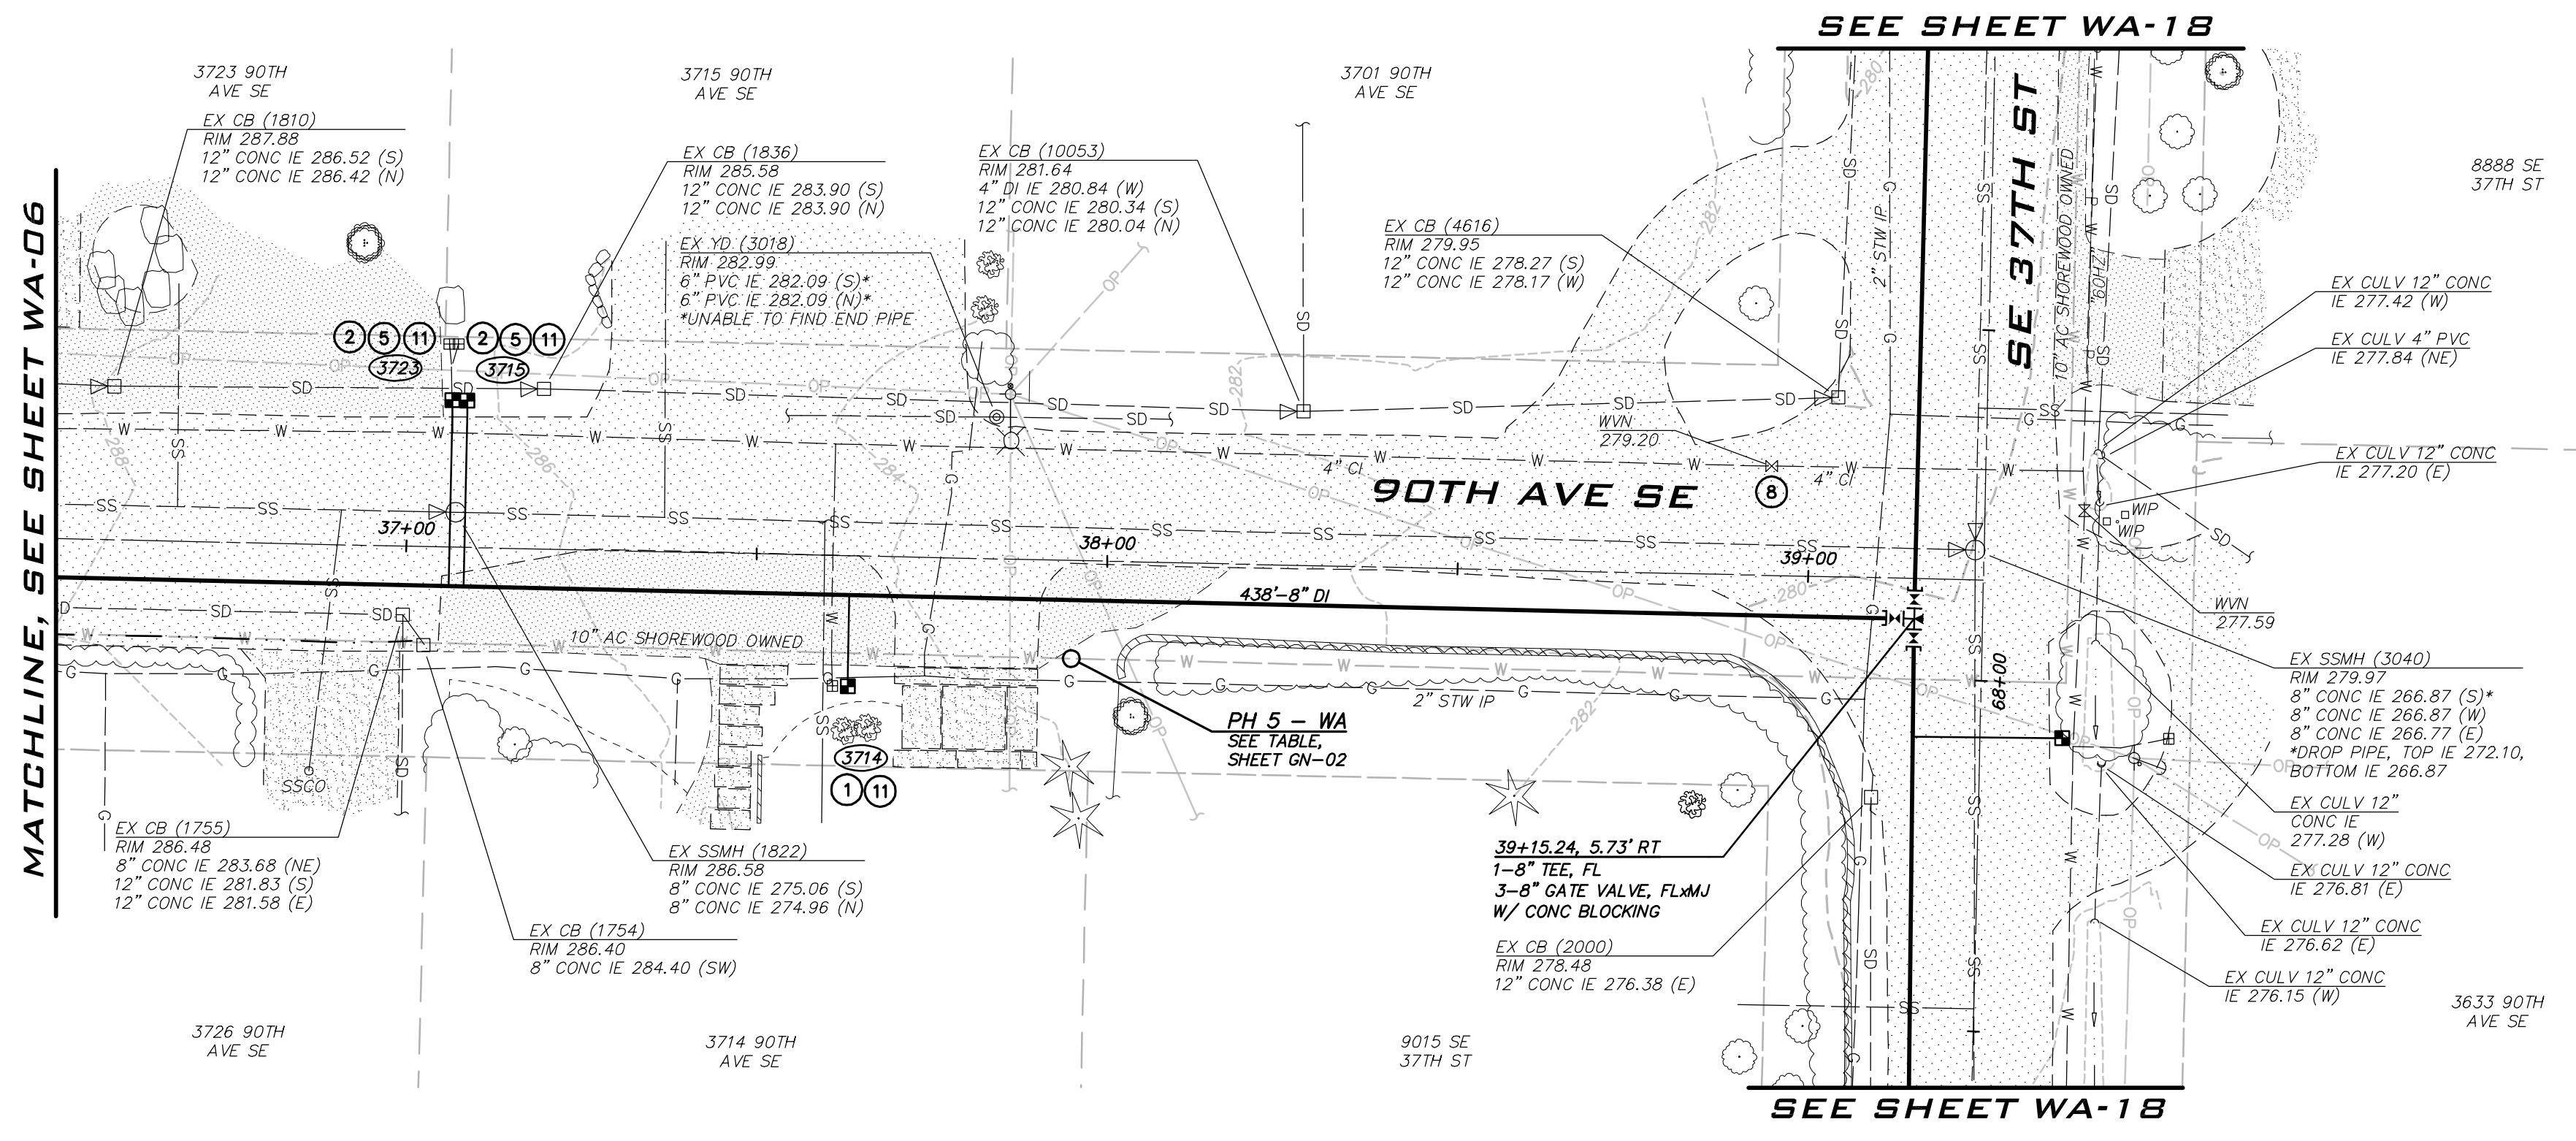 SEE SHEET WA-18
3723 90TH
AVE SE
3715 90TH
AVE SE
3701 90TH
AVE SE
8888 SE
37TH ST
MATCHLINE, SEE SHEET WA-06
EX CB (1810)
RIM 287.88
12" CONC IE 286.52 (S)
12" CONC IE 286.42 (N)
EX CB (1836)
RIM 285.58
12" CONC IE 283.90 (S)
12" CONC IE 283.90 (N)
EX YD (3018)
RIM 282.99
6" PVC IE 282.09 (S)*
6" PVC IE 282.09 (N)*
*UNABLE TO FIND END PIPE
EX CB (10053)
RIM 281.64
4" DI IE 280.84 (W)
12" CONC IE 280.34 (S)
12" CONC IE 280.04 (N)
EX CB (4616)
RIM 279.95
12" CONC IE 278.27 (S)
12" CONC IE 278.17 (W)
2" STW IP
SE 37TH ST
10" AC SHOREWOOD OWNED
EX CULV 12" CONC
IE 277.42 (W)
EX CULV 4" PVC
IE 277.84 (NE)
EX CULV 12" CONC
IE 277.20 (E)
2 5 11 2 5 11
3723 3715
280
282
282
288
286
284
280
282
WVN
279.20
8
4" CI
4" CI
90TH AVE SE
WIP
WIP
37+00
38+00
39+00
68+00
438'-8" DI
10" AC SHOREWOOD OWNED
2" STW IP
WVN
277.59
EX SSMH (3040)
RIM 279.97
8" CONC IE 266.87 (S)*
8" CONC IE 266.87 (W)
8" CONC IE 266.77 (E)
*DROP PIPE, TOP IE 272.10,
BOTTOM IE 266.87
PH 5 – WA
SEE TABLE,
SHEET GN-02
3714
1 11
SSCO
EX CB (1755)
RIM 286.48
8" CONC IE 283.68 (NE)
12" CONC IE 281.83 (S)
12" CONC IE 281.58 (E)
EX SSMH (1822)
RIM 286.58
8" CONC IE 275.06 (S)
8" CONC IE 274.96 (N)
EX CB (1754)
RIM 286.40
8" CONC IE 284.40 (SW)
39+15.24, 5.73' RT
1-8" TEE, FL
3-8" GATE VALVE, FLxMJ
W/ CONC BLOCKING
EX CB (2000)
RIM 278.48
12" CONC IE 276.38 (E)
EX CULV 12"
CONC IE
277.28 (W)
EX CULV 12" CONC
IE 276.81 (E)
EX CULV 12" CONC
IE 276.62 (E)
EX CULV 12" CONC
IE 276.15 (W)
3726 90TH
AVE SE
3714 90TH
AVE SE
9015 SE
37TH ST
3633 90TH
AVE SE
SEE SHEET WA-18